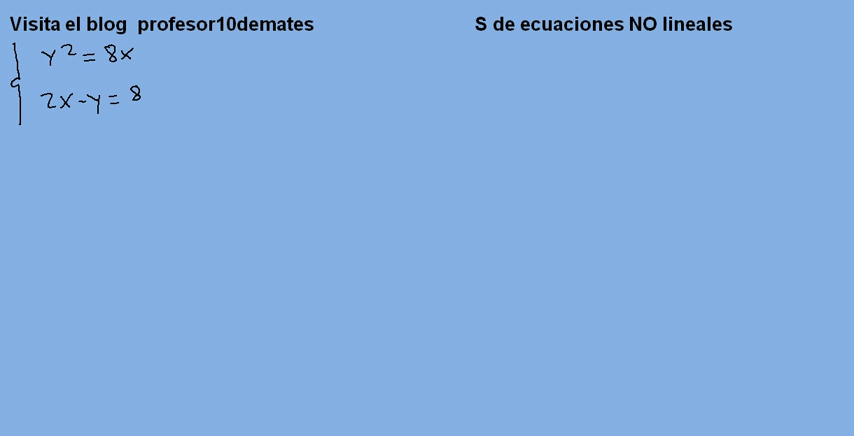 Visita el blog  profesor10demates
S de ecuaciones NO lineales
y² = 8x
2x - y = 8